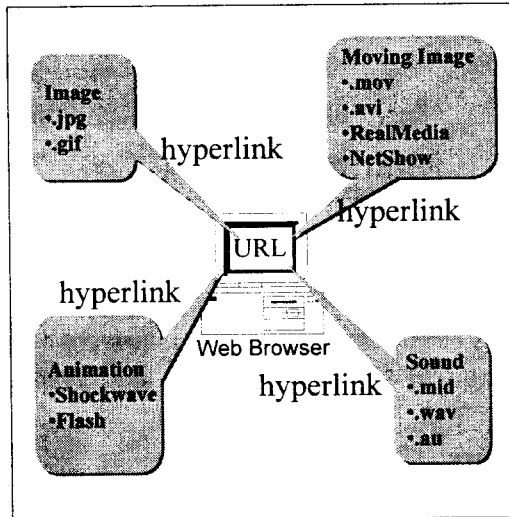 Image
•.jpg
•.gif
Moving Image
•.mov
•.avi
•RealMedia
•NetShow
hyperlink
hyperlink
URL
hyperlink
Web Browser
hyperlink
Animation
•Shockwave
•Flash
Sound
•.mid
•.wav
•.au